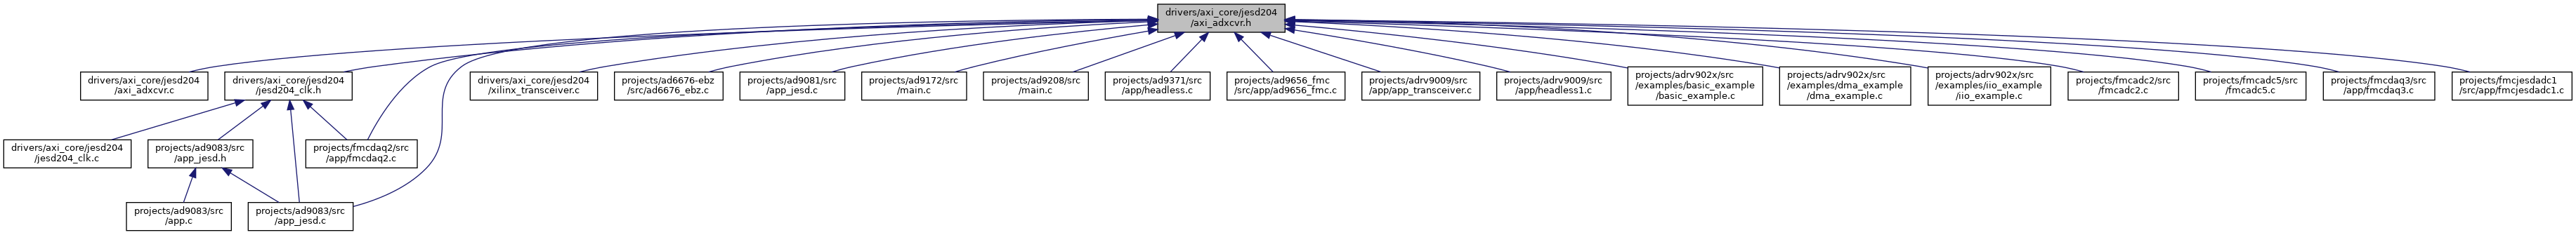 drivers/axi_core/jesd204
/axi_adxcvr.h
drivers/axi_core/jesd204
/axi_adxcvr.c
drivers/axi_core/jesd204
/jesd204_clk.h
drivers/axi_core/jesd204
/xilinx_transceiver.c
projects/ad6676-ebz
/src/ad6676_ebz.c
projects/ad9081/src
/app_jesd.c
projects/ad9172/src
/main.c
projects/ad9208/src
/main.c
projects/ad9371/src
/app/headless.c
projects/ad9656_fmc
/src/app/ad9656_fmc.c
projects/adrv9009/src
/app/app_transceiver.c
projects/adrv9009/src
/app/headless1.c
projects/adrv902x/src
/examples/basic_example
/basic_example.c
projects/adrv902x/src
/examples/dma_example
/dma_example.c
projects/adrv902x/src
/examples/iio_example
/iio_example.c
projects/fmcadc2/src
/fmcadc2.c
projects/fmcadc5/src
/fmcadc5.c
projects/fmcdaq3/src
/app/fmcdaq3.c
projects/fmcjesdadc1
/src/app/fmcjesdadc1.c
drivers/axi_core/jesd204
/jesd204_clk.c
projects/ad9083/src
/app_jesd.h
projects/fmcdaq2/src
/app/fmcdaq2.c
projects/ad9083/src
/app.c
projects/ad9083/src
/app_jesd.c